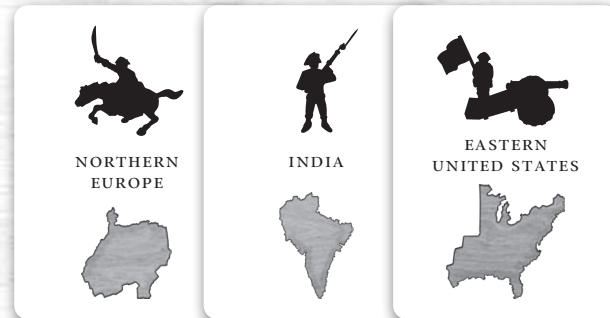 NORTHERN
EUROPE
INDIA
EASTERN
UNITED STATES